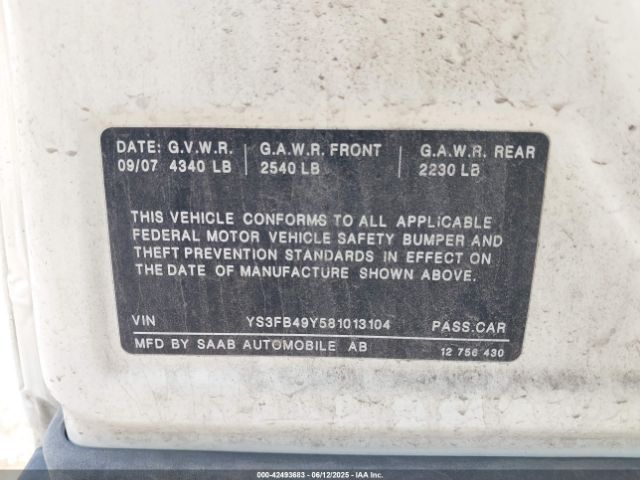 DATE: G.V.W.R. G.A.W.R. FRONT G.A.W.R. REAR
09/07 4340 LB 2540 LB 2230 LB
THIS VEHICLE CONFORMS TO ALL APPLICABLE
FEDERAL MOTOR VEHICLE SAFETY BUMPER AND
THEFT PREVENTION STANDARDS IN EFFECT ON
THE DATE OF MANUFACTURE SHOWN ABOVE.
VIN YS3FB49Y581013104 PASS.CAR
MFD BY SAAB AUTOMOBILE AB 12 756 430
000-42493683 - 06/12/2025 - IAA Inc.